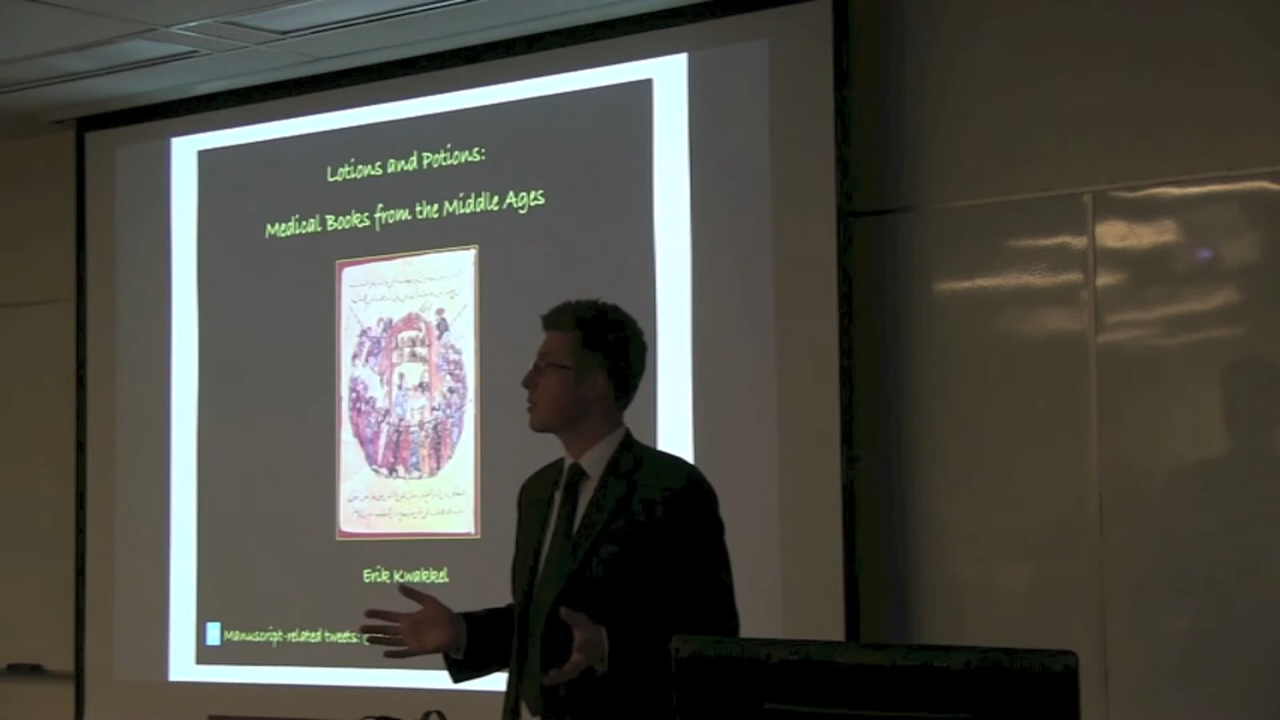 Lotions and Potions:
Medical Books from the Middle Ages
Erik Kwakkel
Manuscript-related tweets: